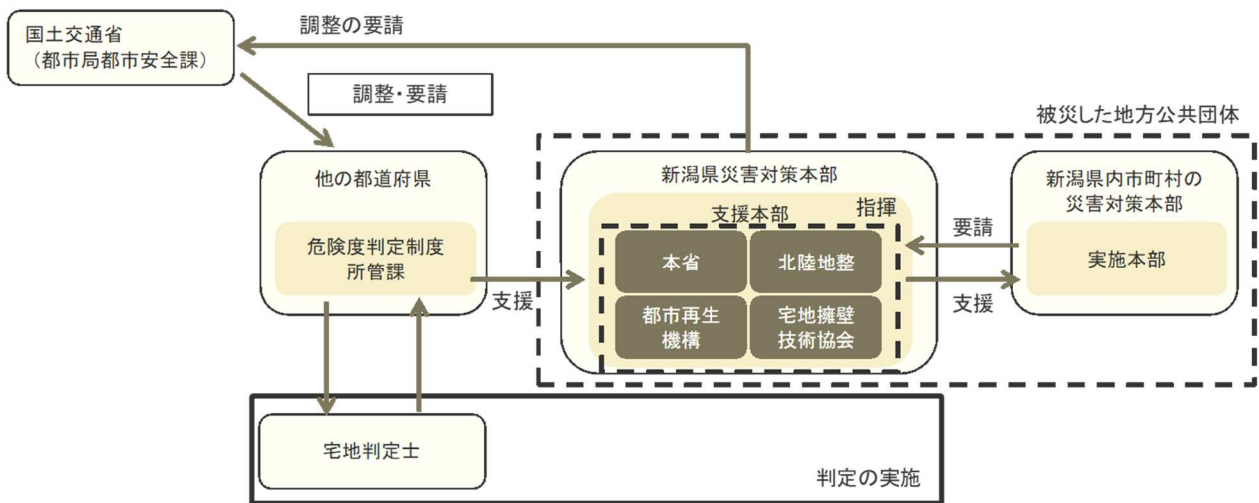 国土交通省
（都市局都市安全課）
調整の要請
調整・要請
被災した地方公共団体
他の都道府県
危険度判定制度
所管課
支援
新潟県災害対策本部
支援本部
指揮
本省
北陸地整
都市再生
機構
宅地擁壁
技術協会
要請
支援
新潟県内市町村の
災害対策本部
実施本部
宅地判定士
判定の実施